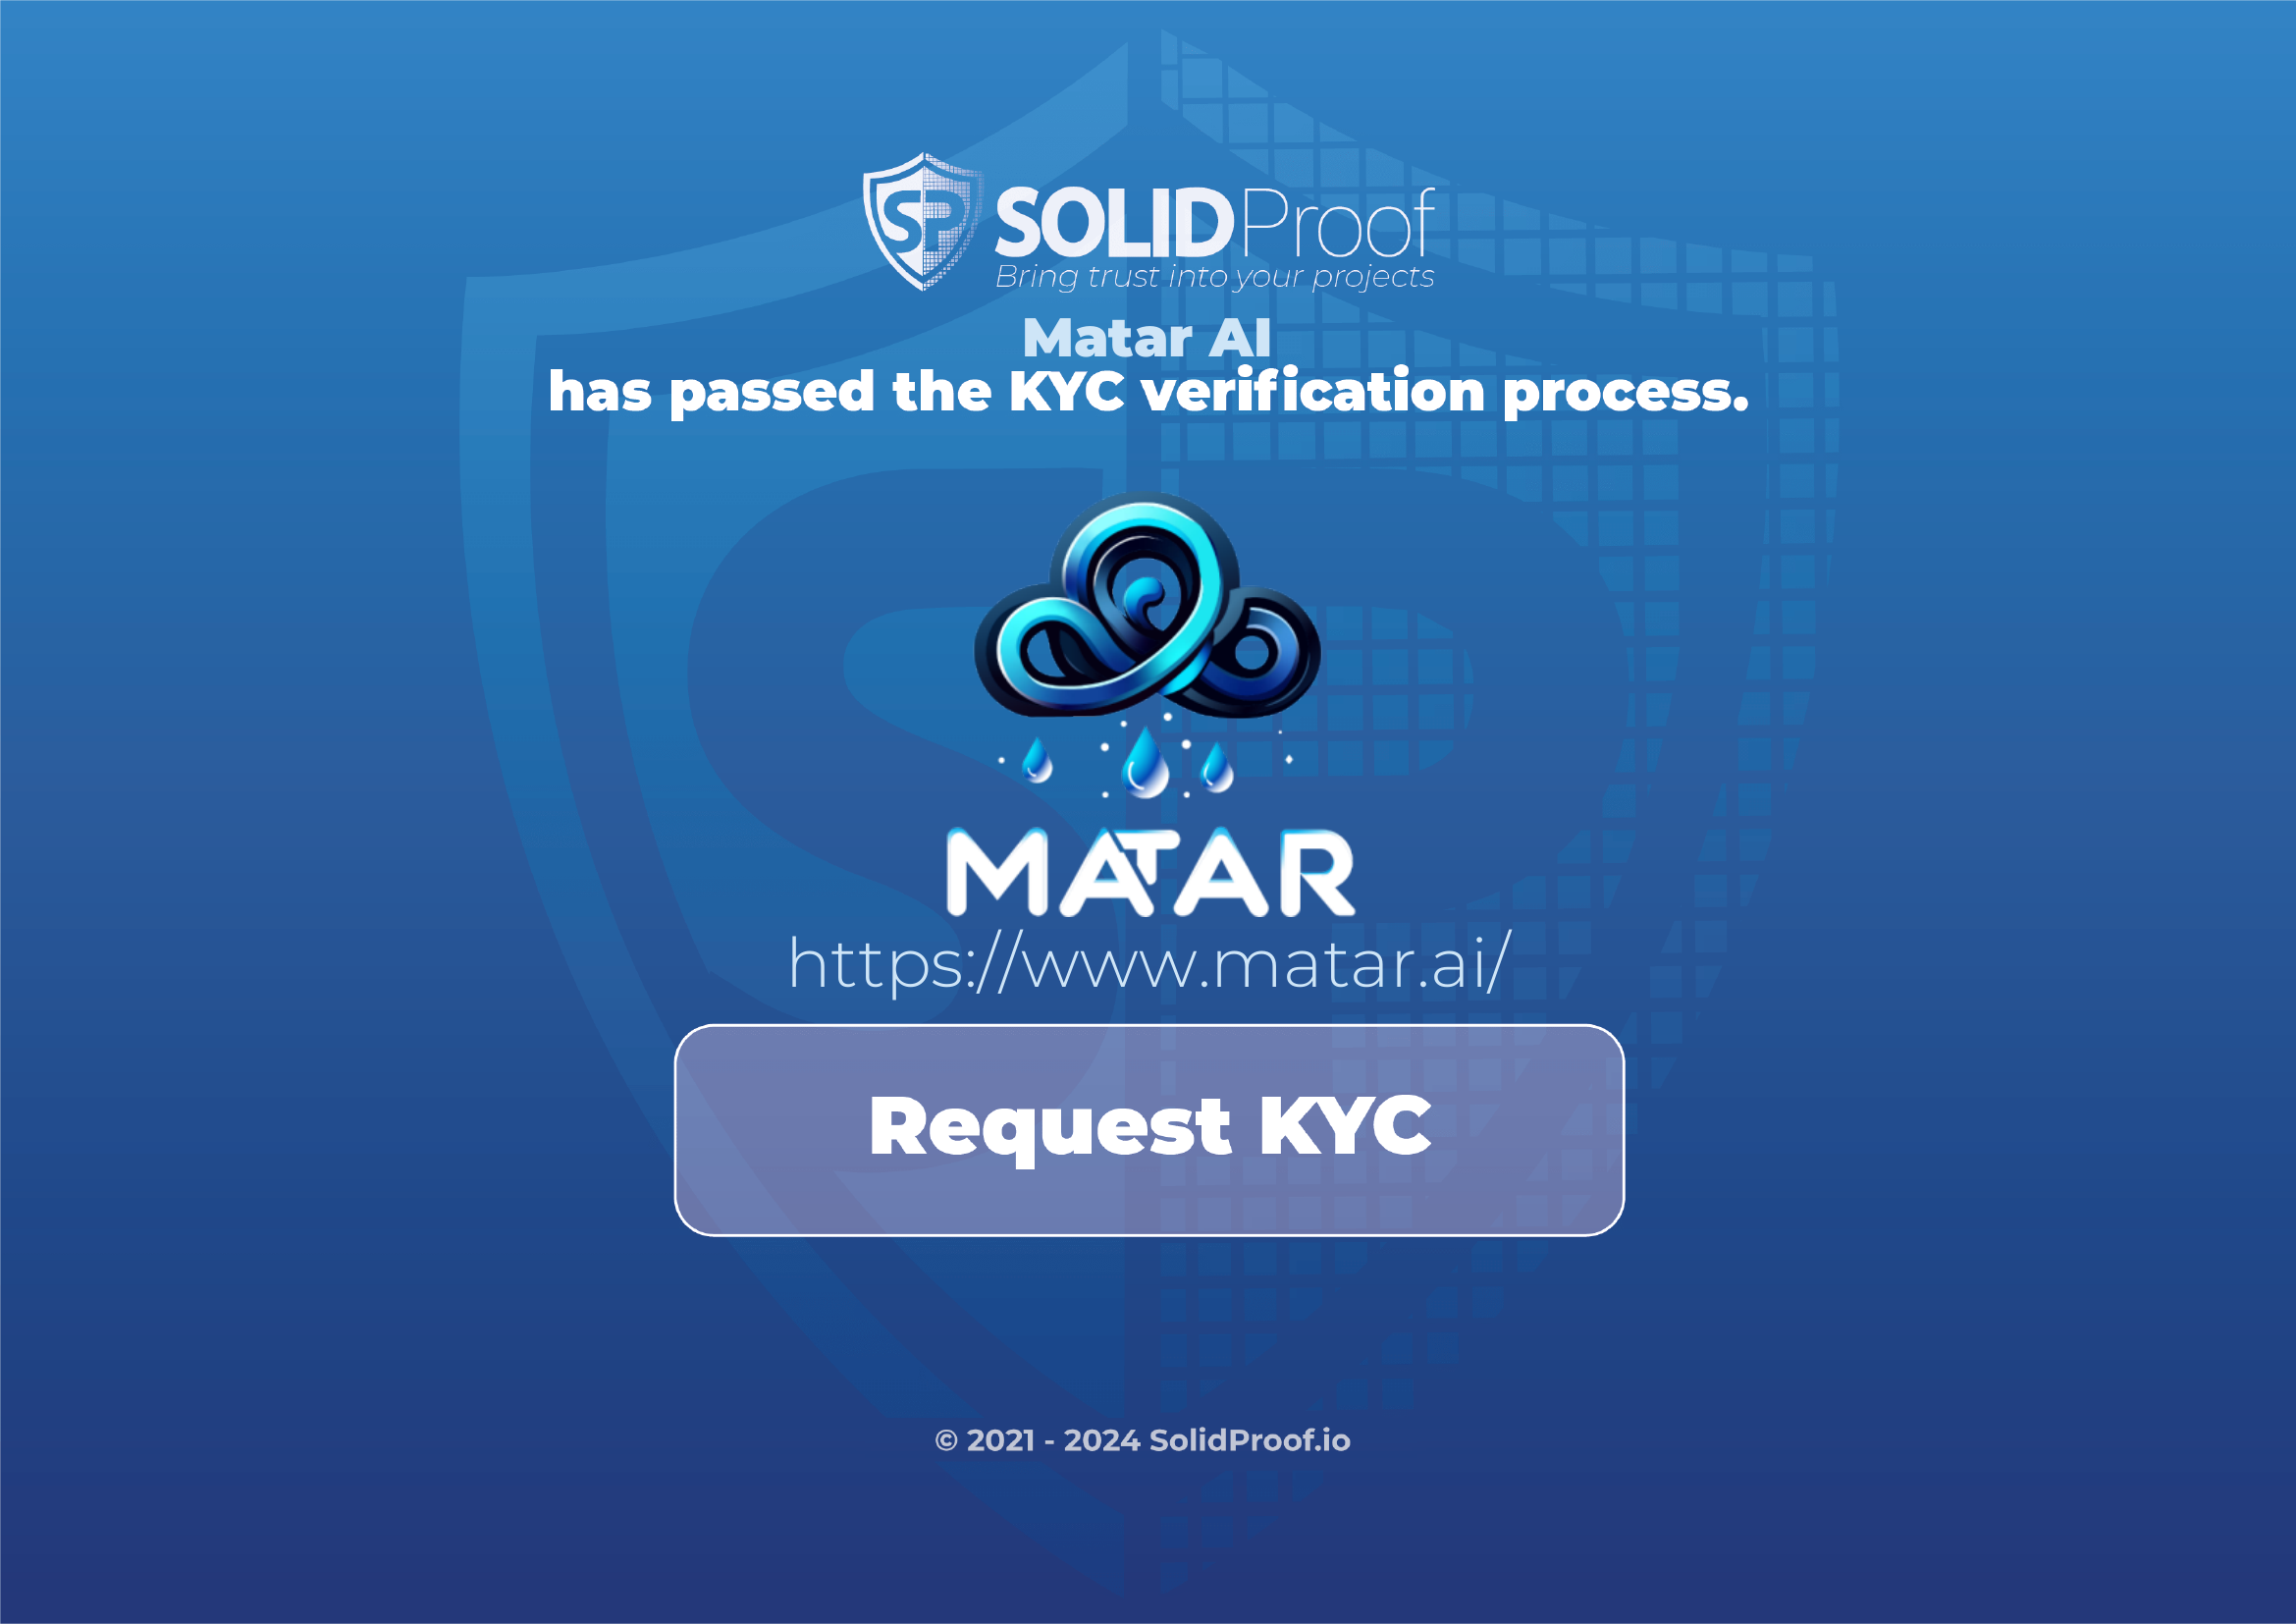 SP
SOLIDProof
Bring trust into your projects
Matar AI
has passed the KYC verification process.
MATAR
https://www.matar.ai/
Request KYC
© 2021 - 2024 SolidProof.io